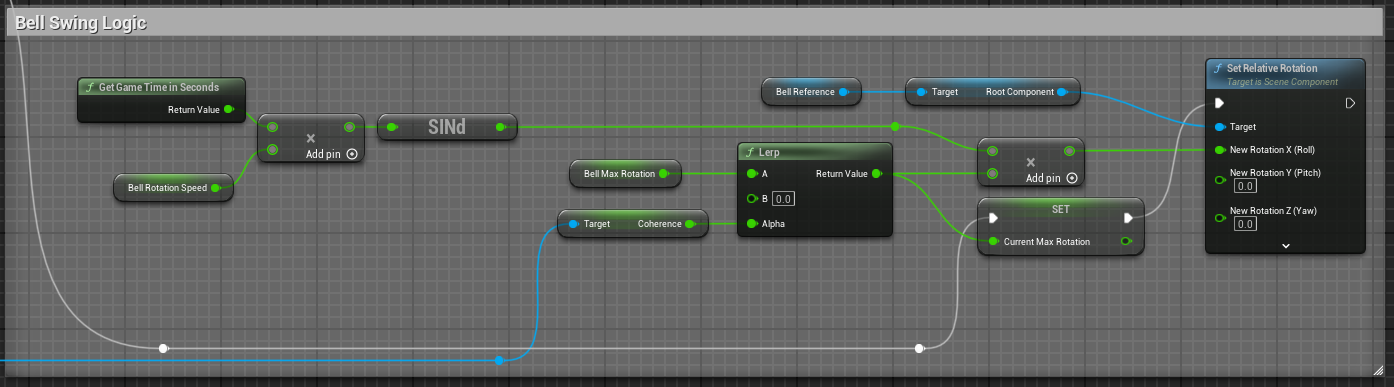 Bell Swing Logic
Get Game Time in Seconds
Return Value
Add pin
SINd
Bell Rotation Speed
Bell Max Rotation
Target Coherence
Lerp
A Return Value
B 0.0
Alpha
Bell Reference
Target Root Component
Add pin
SET
Current Max Rotation
Set Relative Rotation
Target is Scene Component
Target
New Rotation X (Roll)
New Rotation Y (Pitch)
0.0
New Rotation Z (Yaw)
0.0